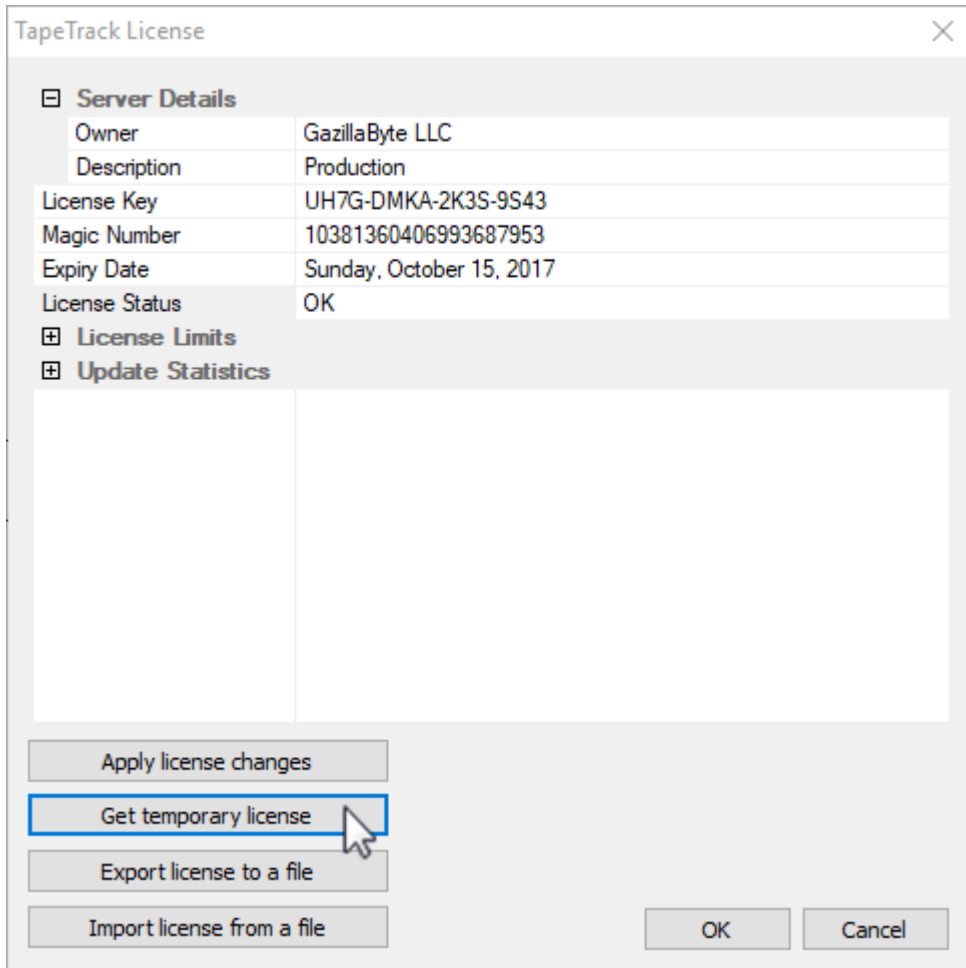 TapeTrack License
Server Details
Owner GazillaByte LLC
Description Production
License Key UH7G-DMKA-2K3S-9S43
Magic Number 10381360406993687953
Expiry Date Sunday, October 15, 2017
License Status OK
License Limits
Update Statistics
Apply license changes
Get temporary license
Export license to a file
Import license from a file
OK Cancel